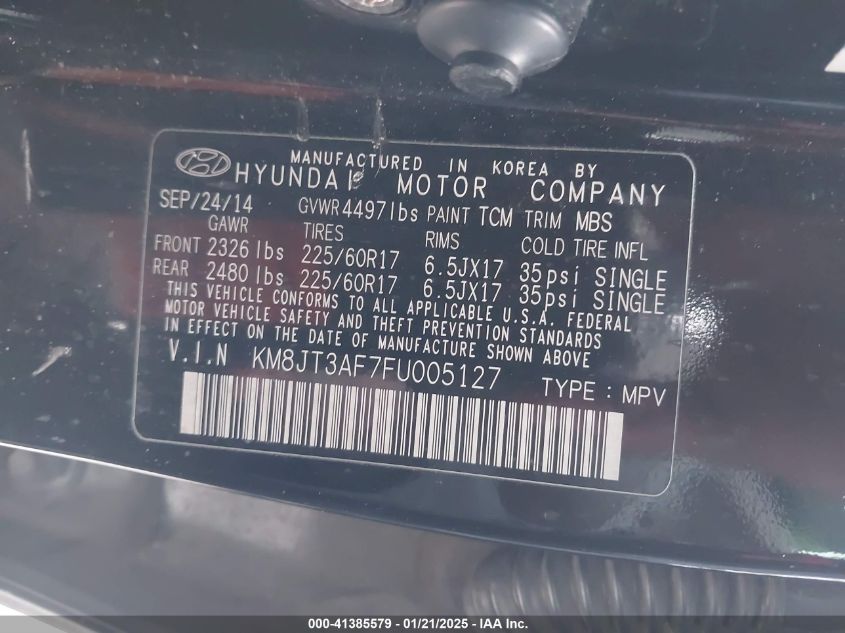 MANUFACTURED IN KOREA BY
HYUNDAI MOTOR COMPANY
SEP/24/14 GVWR 4497 lbs PAINT TCM TRIM MBS
GAWR TIRES RIMS COLD TIRE INFL
FRONT 2326 lbs 225/60R17 6.5JX17 35psi SINGLE
REAR 2480 lbs 225/60R17 6.5JX17 35psi SINGLE
THIS VEHICLE CONFORMS TO ALL APPLICABLE U.S.A. FEDERAL
MOTOR VEHICLE SAFETY AND THEFT PREVENTION STANDARDS
IN EFFECT ON THE DATE OF MANUFACTURE SHOWN ABOVE
V.I.N KM8JT3AF7FU005127 TYPE : MPV
000-41385579 - 01/21/2025 - IAA Inc.